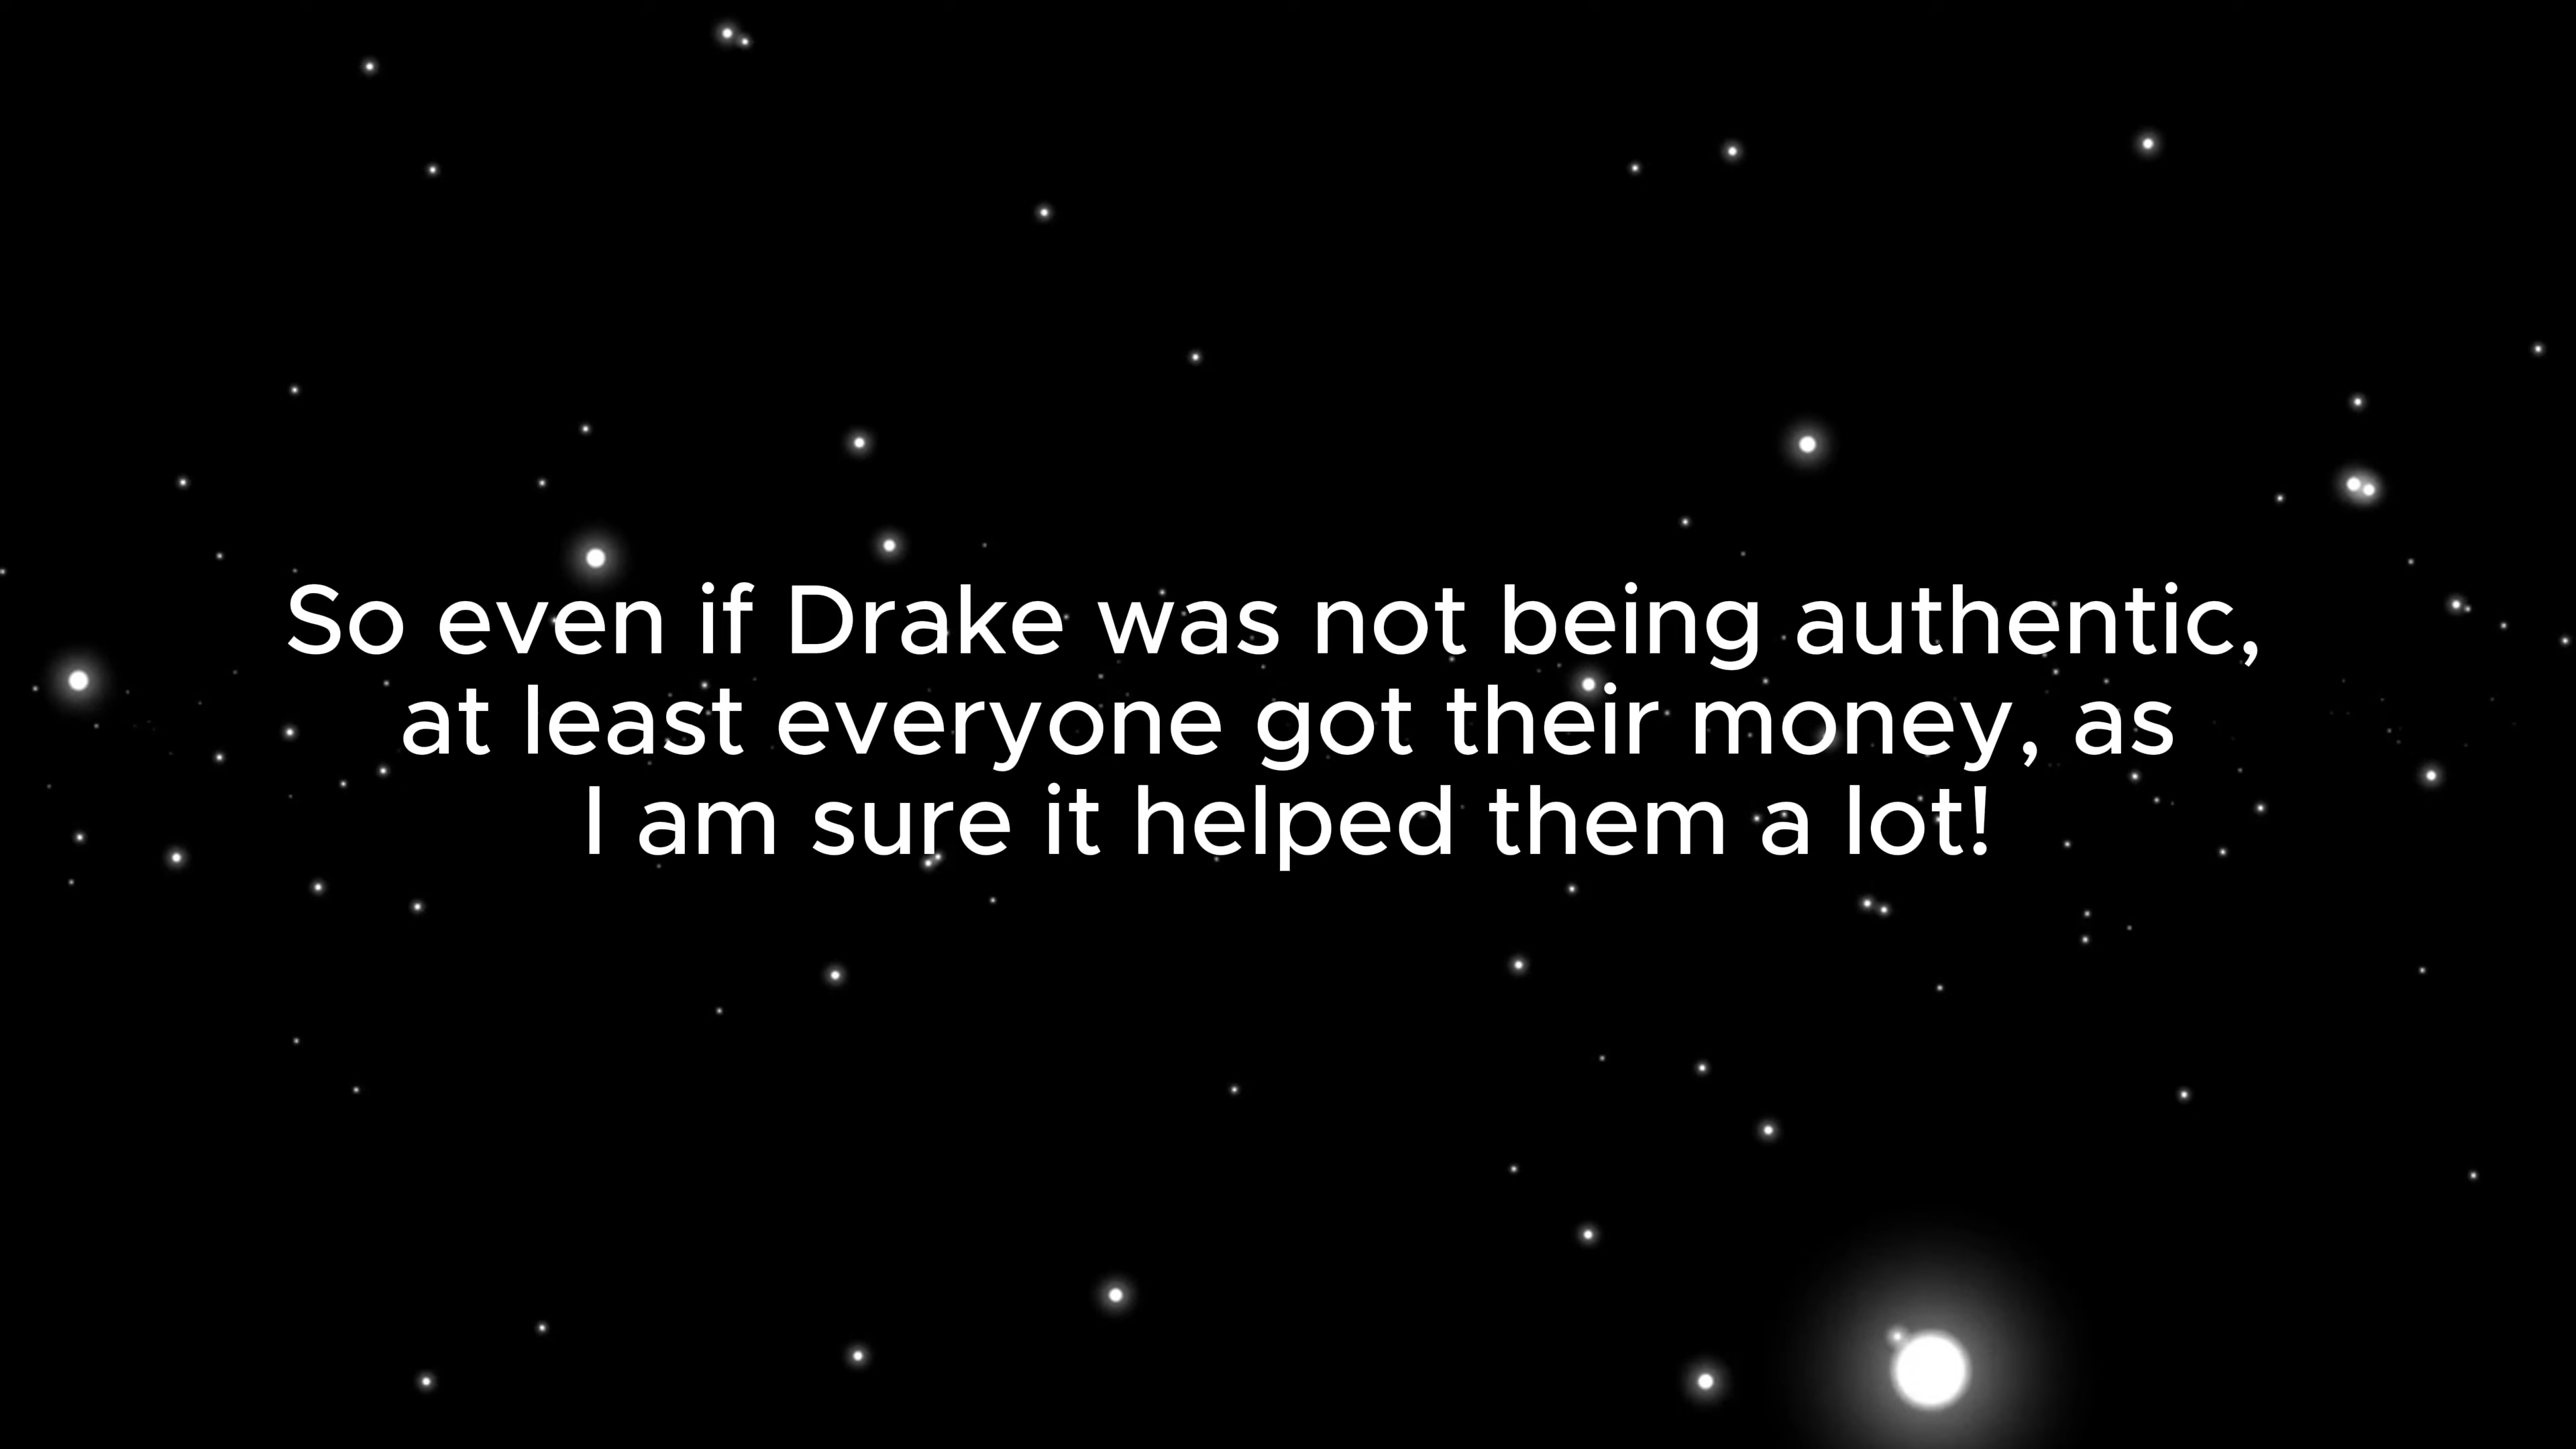 So even if Drake was not being authentic,
at least everyone got their money, as
I am sure it helped them a lot!